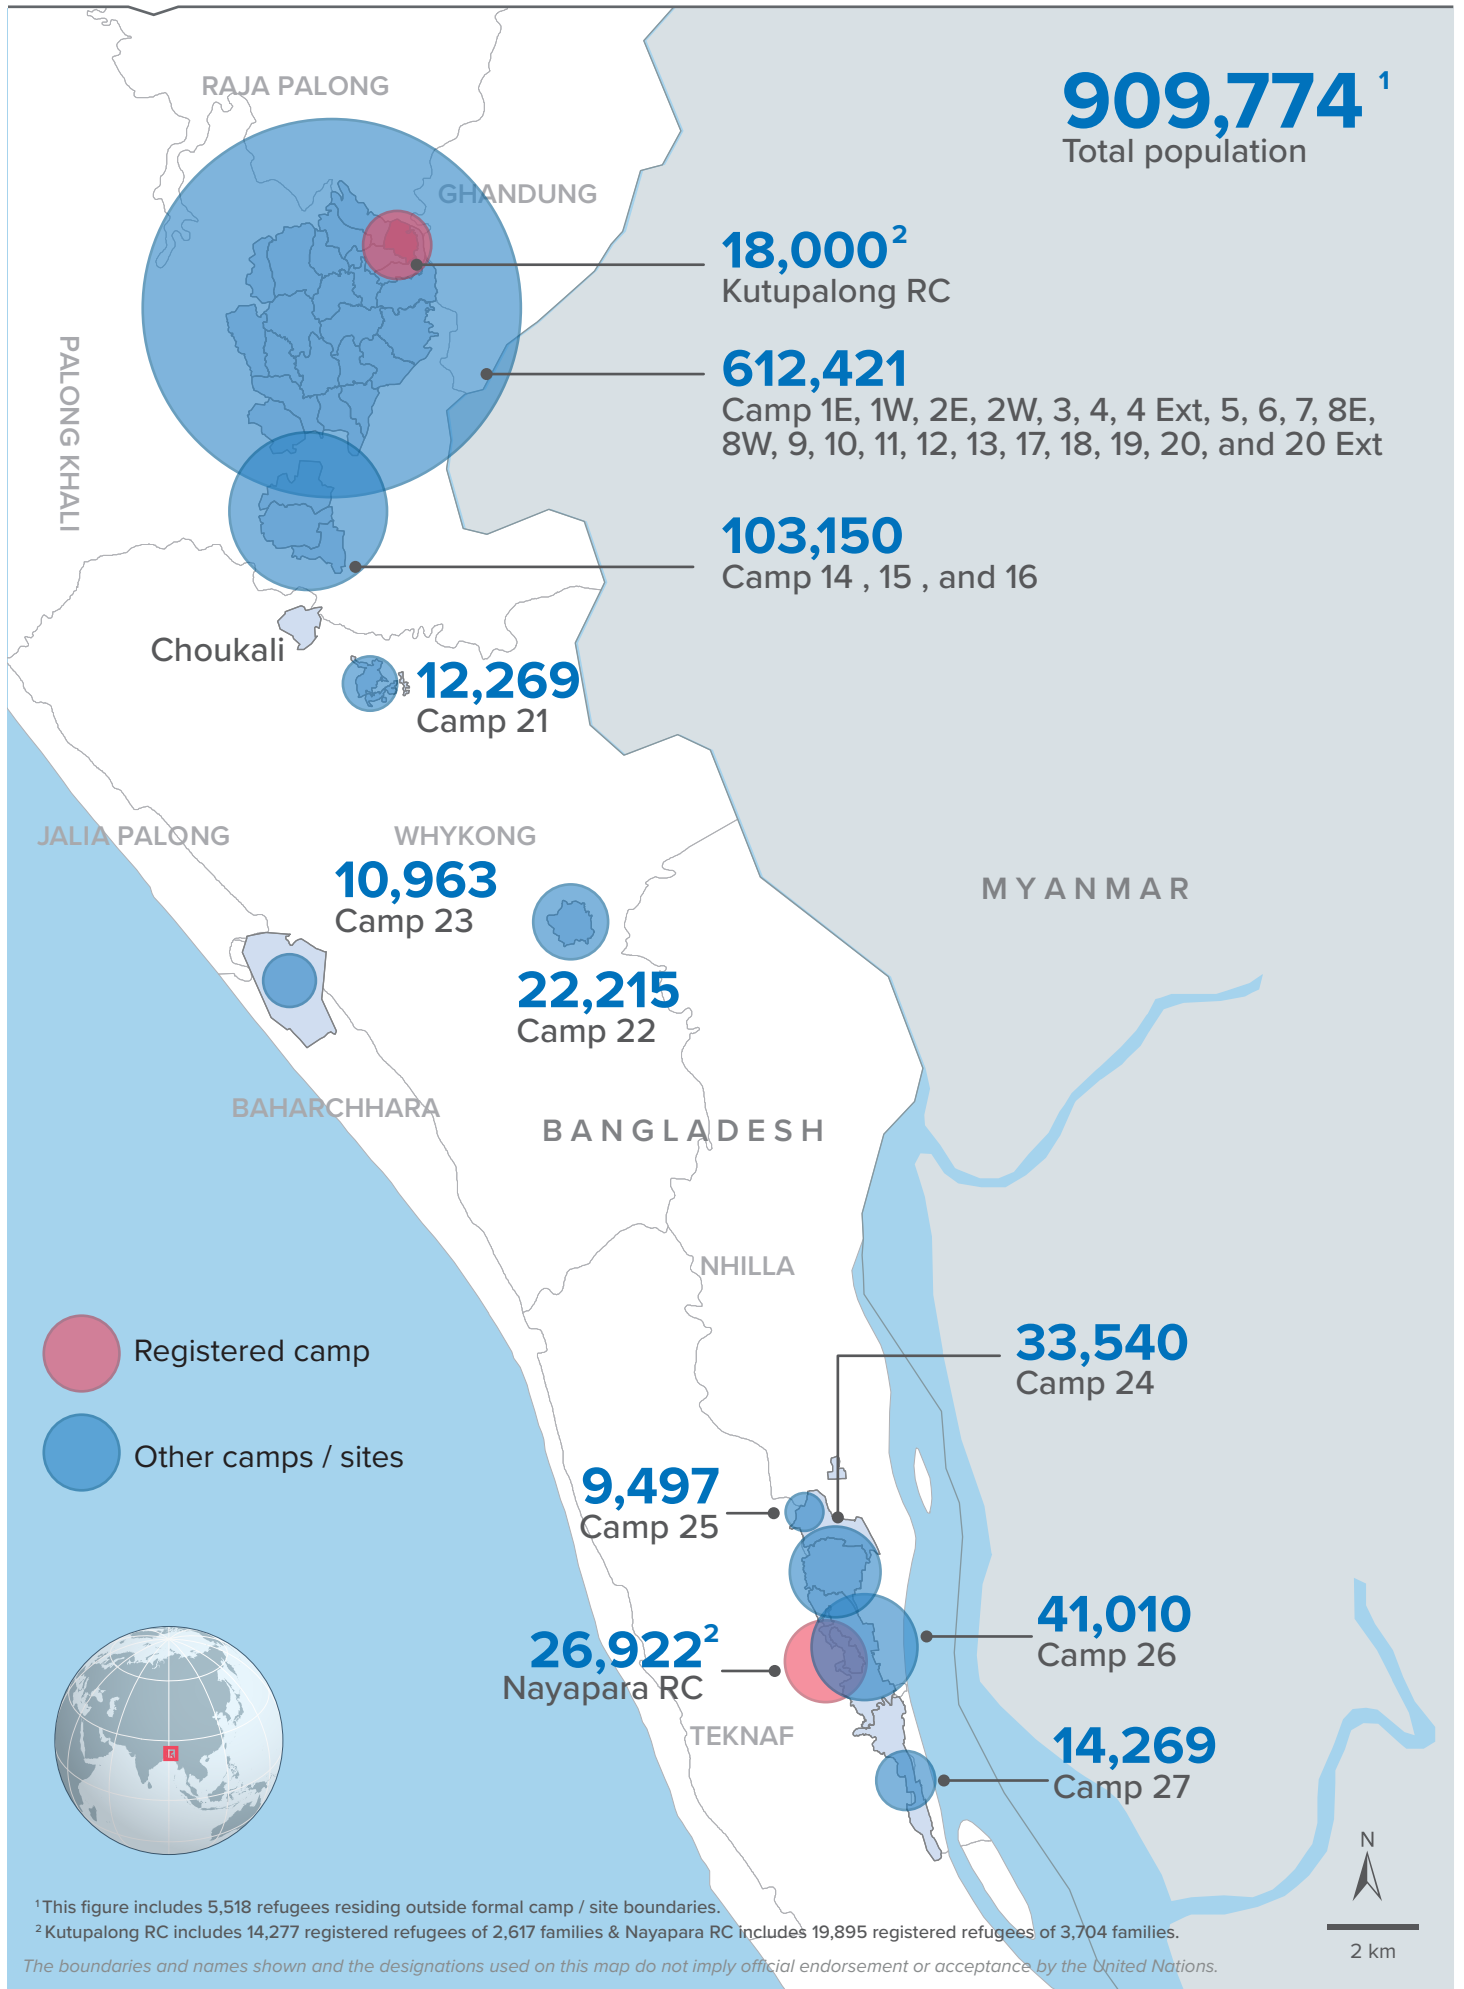 909,774 1
Total population
RAJA PALONG
GHANDUNG
18,000 2
Kutupalong RC
PALONG KHALI
612,421
Camp 1E, 1W, 2E, 2W, 3, 4, 4 Ext, 5, 6, 7, 8E,
8W, 9, 10, 11, 12, 13, 17, 18, 19, 20, and 20 Ext
103,150
Camp 14 , 15 , and 16
Choukali
12,269
Camp 21
JALIA PALONG
WHYKONG
10,963
Camp 23
MYANMAR
22,215
Camp 22
BAHARCHHARA
BANGLADESH
NHILLA
33,540
Camp 24
Registered camp
Other camps / sites
9,497
Camp 25
41,010
Camp 26
26,922 2
Nayapara RC
TEKNAF
14,269
Camp 27
N
2 km
1 This figure includes 5,518 refugees residing outside formal camp / site boundaries.
2 Kutupalong RC includes 14,277 registered refugees of 2,617 families & Nayapara RC includes 19,895 registered refugees of 3,704 families.
The boundaries and names shown and the designations used on this map do not imply official endorsement or acceptance by the United Nations.